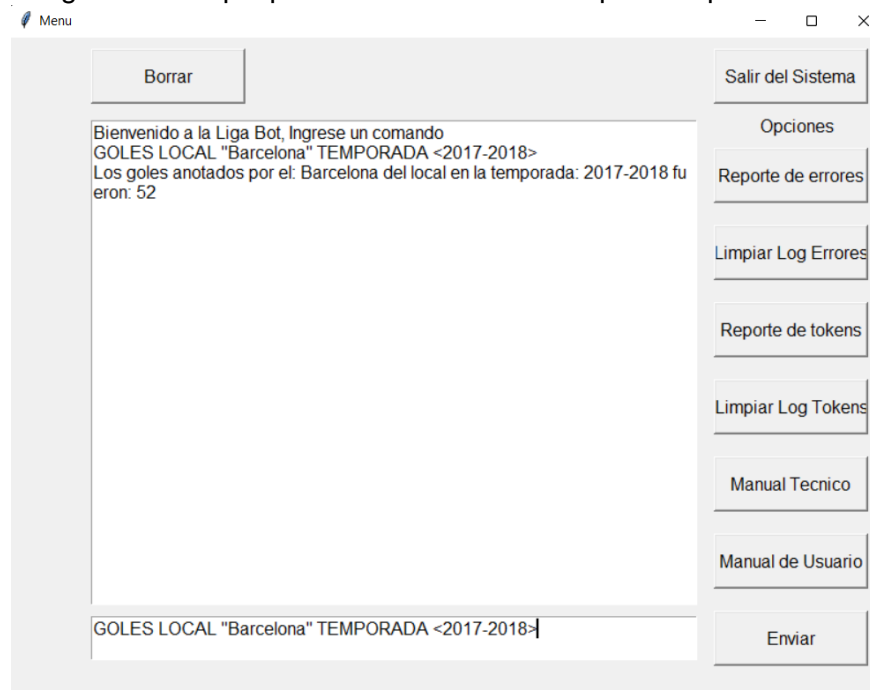 Menu
Borrar
Salir del Sistema
Bienvenido a la Liga Bot, Ingrese un comando
GOLES LOCAL "Barcelona" TEMPORADA <2017-2018>
Los goles anotados por el: Barcelona del local en la temporada: 2017-2018 fu
eron: 52
Opciones
Reporte de errores
Limpiar Log Errores
Reporte de tokens
Limpiar Log Tokens
Manual Tecnico
Manual de Usuario
GOLES LOCAL "Barcelona" TEMPORADA <2017-2018>
Enviar